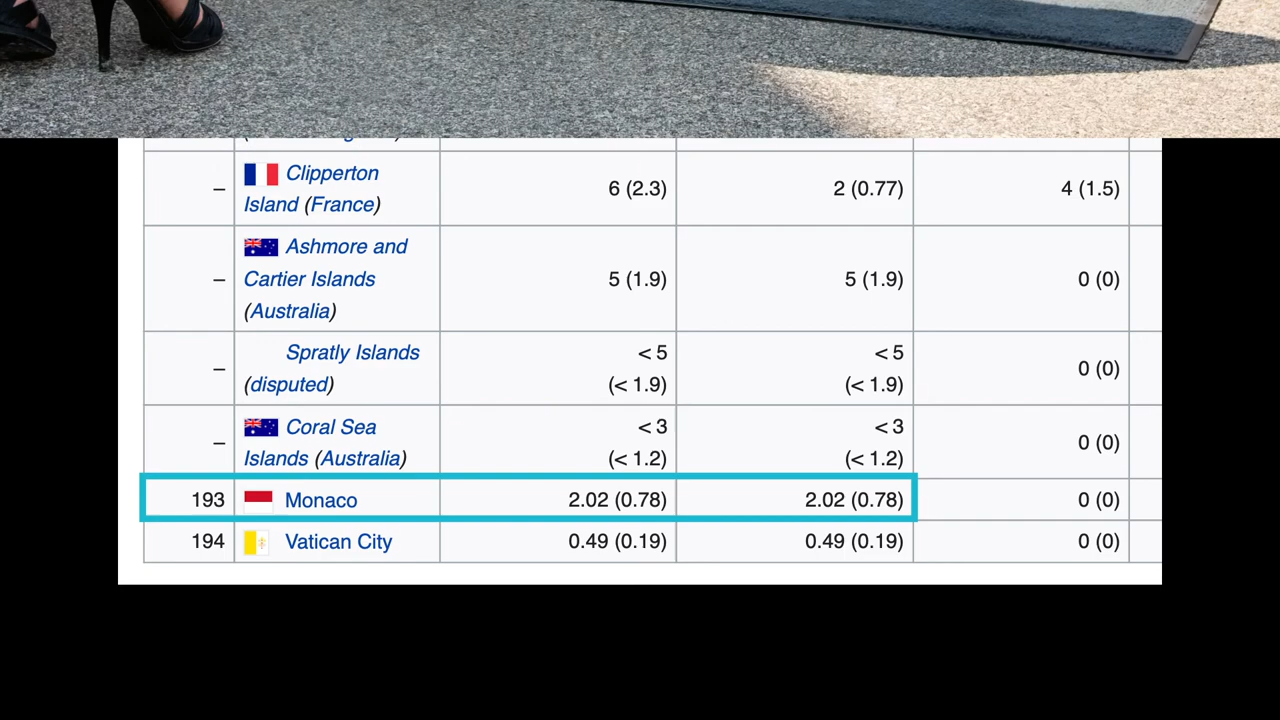 – Clipperton Island (France) 6 (2.3) 2 (0.77) 4 (1.5)
– Ashmore and Cartier Islands (Australia) 5 (1.9) 5 (1.9) 0 (0)
– Spratly Islands (disputed) < 5 (< 1.9) < 5 (< 1.9) 0 (0)
– Coral Sea Islands (Australia) < 3 (< 1.2) < 3 (< 1.2) 0 (0)
193 Monaco 2.02 (0.78) 2.02 (0.78) 0 (0)
194 Vatican City 0.49 (0.19) 0.49 (0.19) 0 (0)